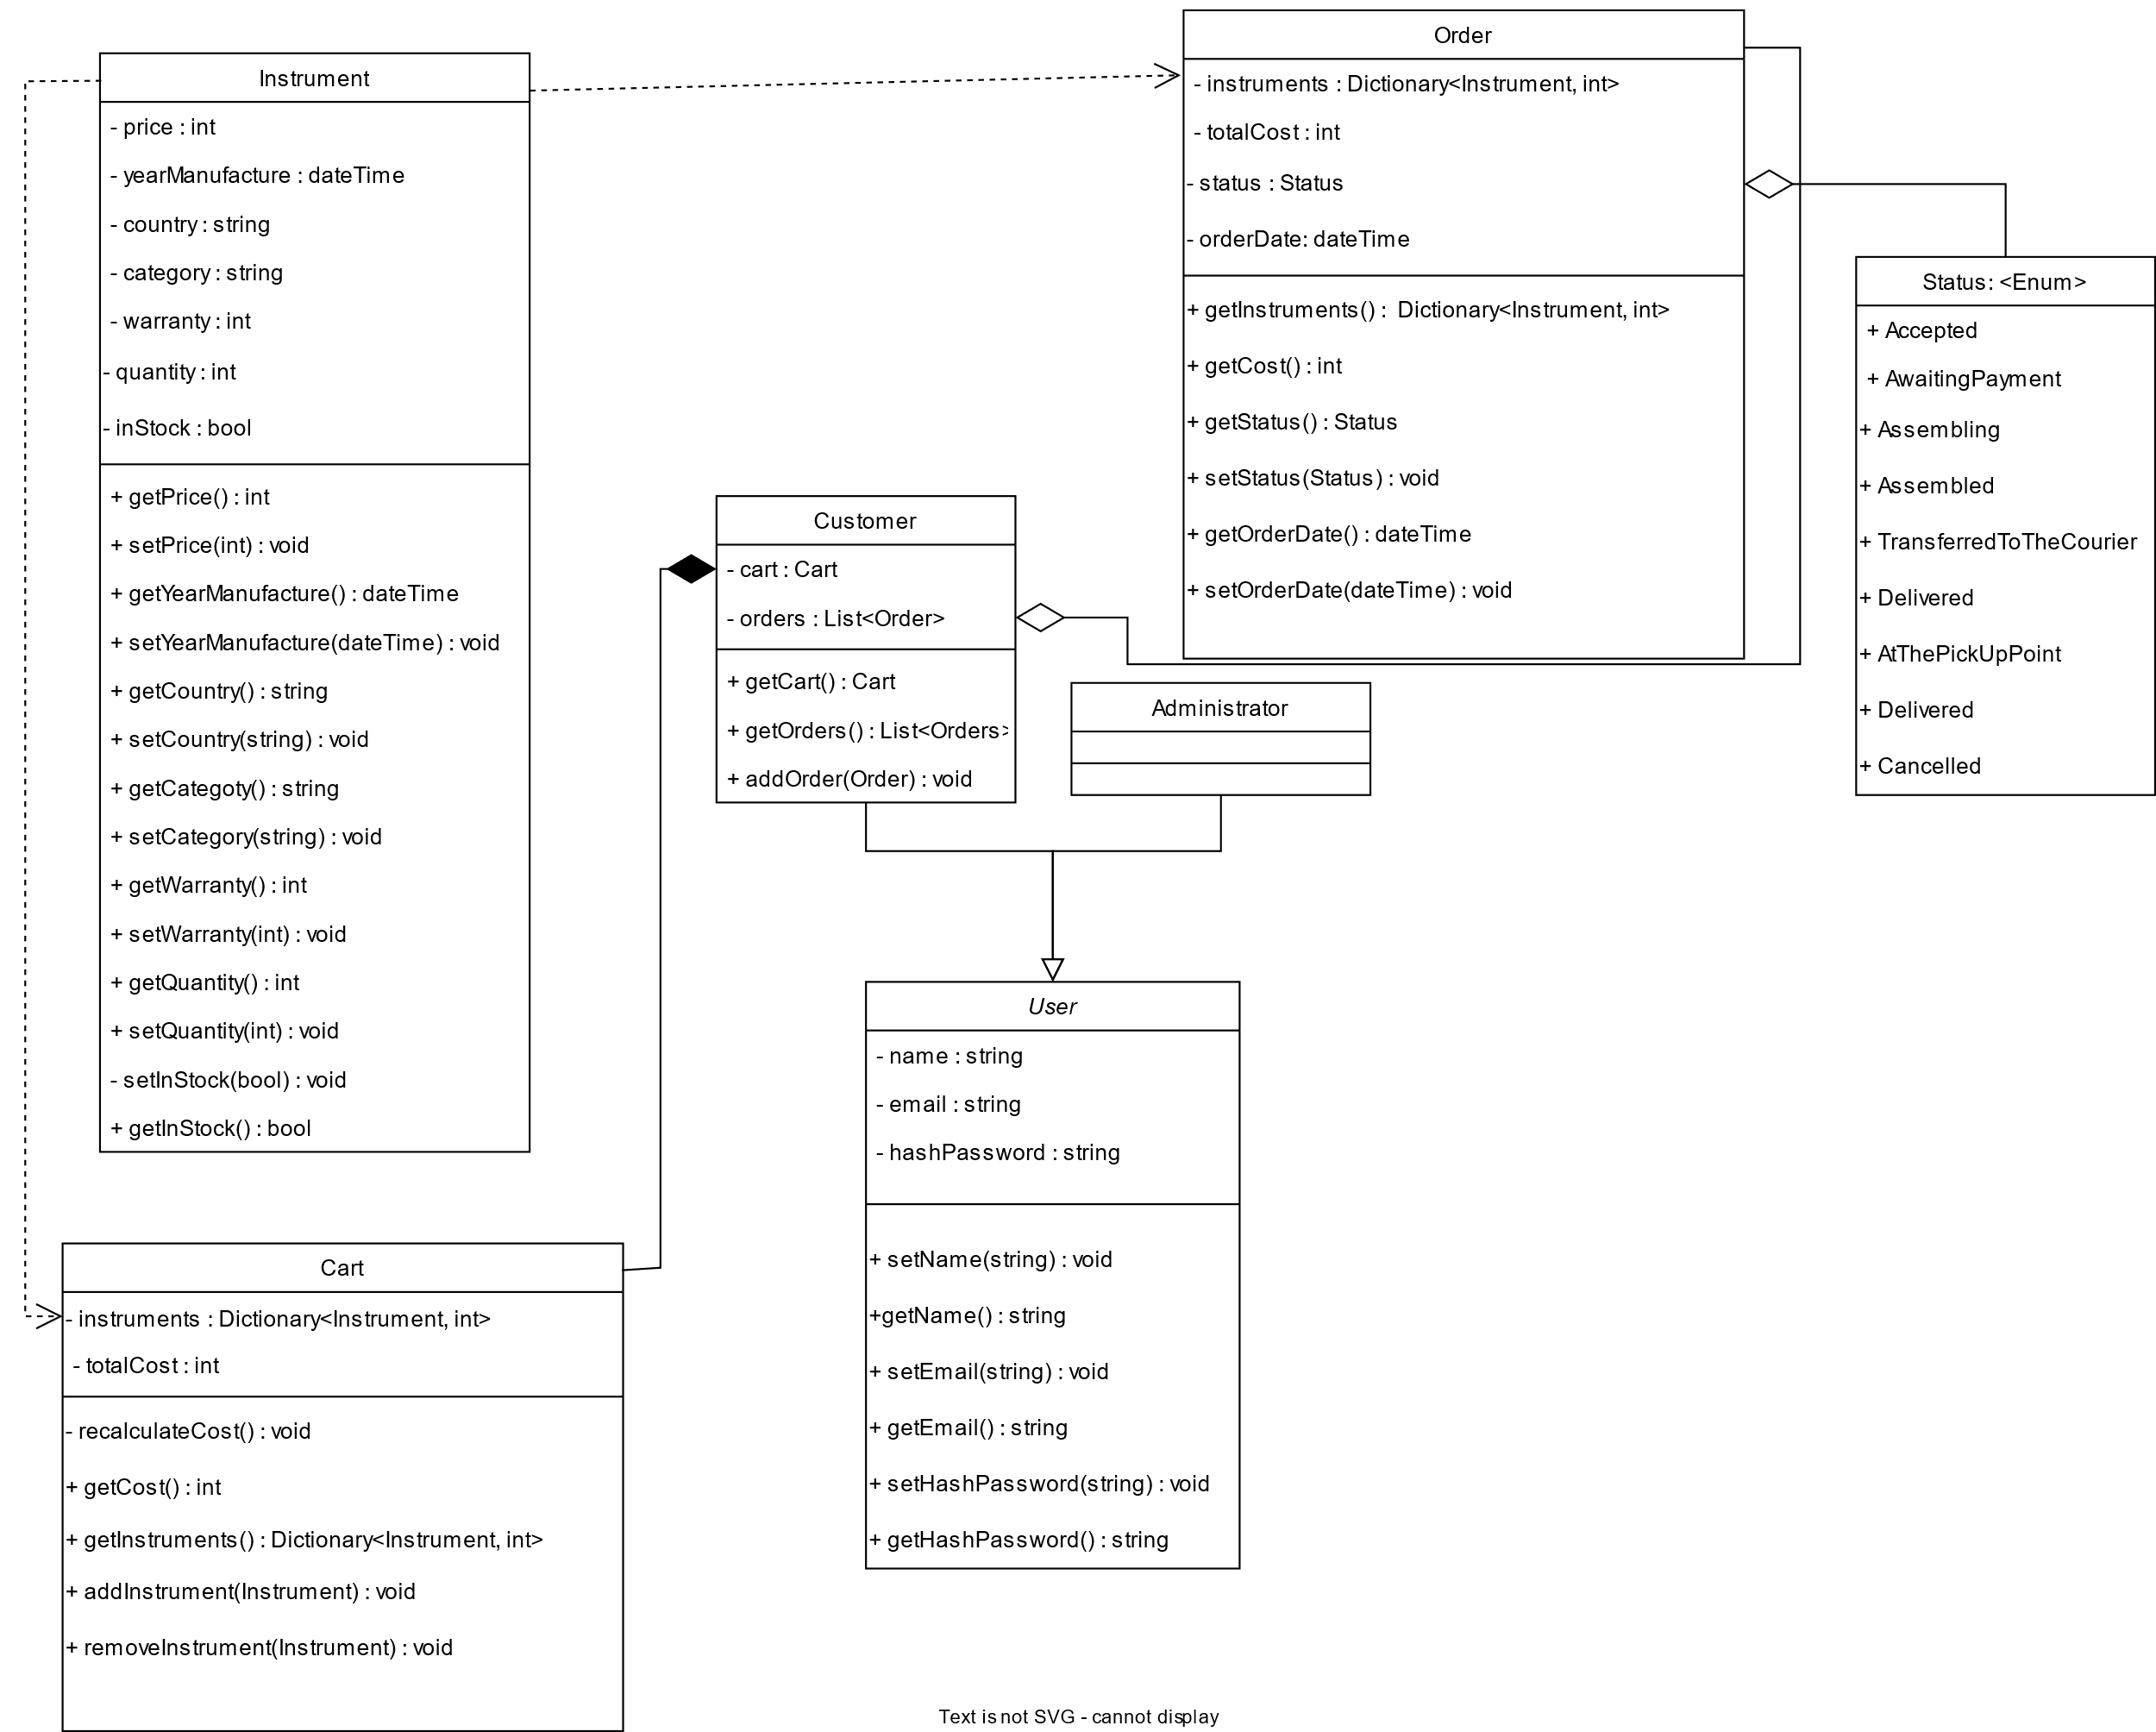 Instrument
- price : int
- yearManufacture : dateTime
- country : string
- category : string
- warranty : int
- quantity : int
- inStock : bool
+ getPrice() : int
+ setPrice(int) : void
+ getYearManufacture() : dateTime
+ setYearManufacture(dateTime) : void
+ getCountry() : string
+ setCountry(string) : void
+ getCategoty() : string
+ setCategory(string) : void
+ getWarranty() : int
+ setWarranty(int) : void
+ getQuantity() : int
+ setQuantity(int) : void
- setInStock(bool) : void
+ getInStock() : bool
Order
- instruments : Dictionary<Instrument, int>
- totalCost : int
- status : Status
- orderDate: dateTime
+ getInstruments() : Dictionary<Instrument, int>
+ getCost() : int
+ getStatus() : Status
+ setStatus(Status) : void
+ getOrderDate() : dateTime
+ setOrderDate(dateTime) : void
Status: <Enum>
+ Accepted
+ AwaitingPayment
+ Assembling
+ Assembled
+ TransferredToTheCourier
+ Delivered
+ AtThePickUpPoint
+ Delivered
+ Cancelled
Customer
- cart : Cart
- orders : List<Order>
+ getCart() : Cart
+ getOrders() : List<Orders>
+ addOrder(Order) : void
Administrator
User
- name : string
- email : string
- hashPassword : string
+ setName(string) : void
+getName() : string
+ setEmail(string) : void
+ getEmail() : string
+ setHashPassword(string) : void
+ getHashPassword() : string
Cart
- instruments : Dictionary<Instrument, int>
- totalCost : int
- recalculateCost() : void
+ getCost() : int
+ getInstruments() : Dictionary<Instrument, int>
+ addInstrument(Instrument) : void
+ removeInstrument(Instrument) : void
Text is not SVG - cannot display